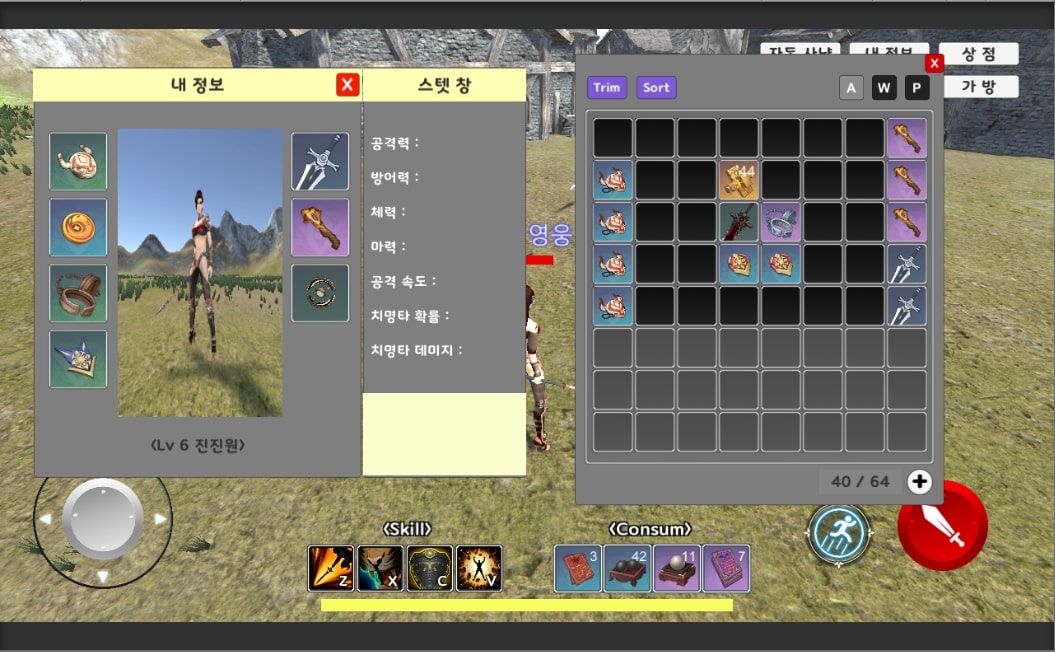 자동 사냥
내 정보
상 점
가 방
내 정보
X
스텟 창
X
Trim
Sort
A
W
P
공격력 :
방어력 :
체력 :
마력 :
공격 속도 :
치명타 확률 :
치명타 데미지 :
44
영웅
<Lv 6 진진원>
40 / 64
+
<Skill>
<Consum>
Z
X
C
V
3
42
11
7